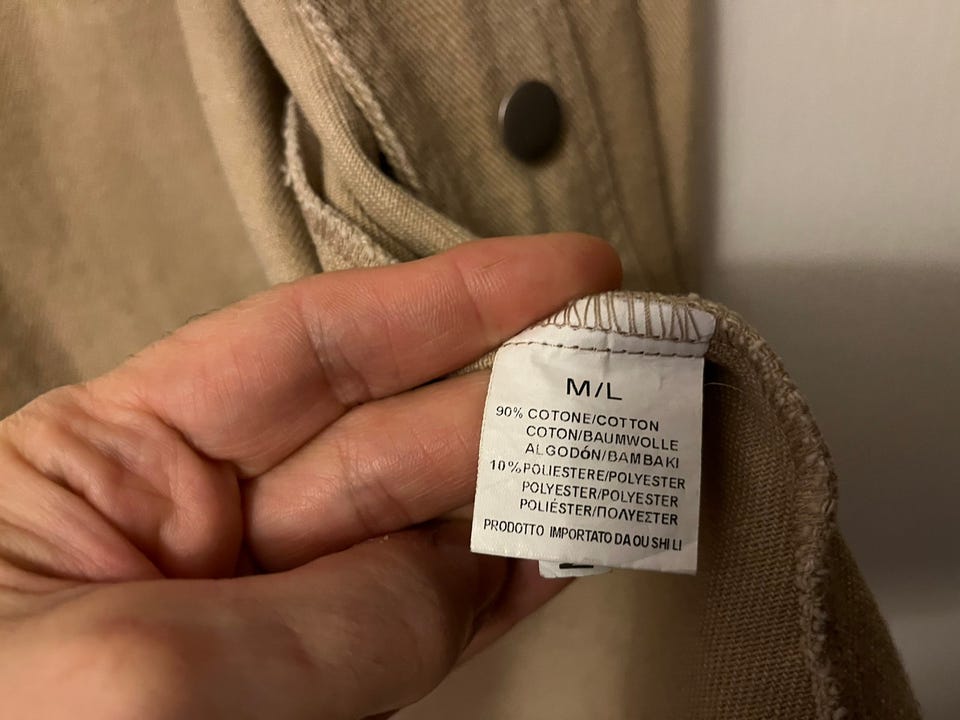 M/L
90% COTONE/COTTON
COTON/BAUMWOLLE
ALGODÓN/BAMBAKI
10%POLIESTERE/POLYESTER
POLYESTER/POLYESTER
POLIÉSTER/ΠΟΛΥΕΣΤΕΡ
PRODOTTO IMPORTATO DA OU SHI LI